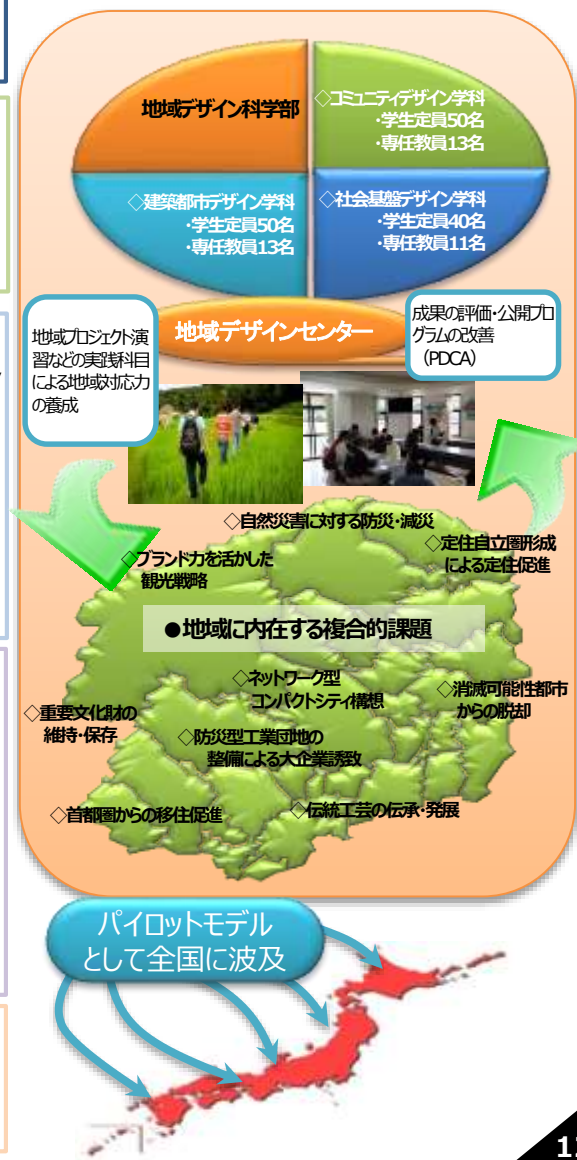 地域デザイン科学部
◇コミュニティデザイン学科
・学生定員50名
・専任教員13名
◇建築都市デザイン学科
・学生定員50名
・専任教員13名
◇社会基盤デザイン学科
・学生定員40名
・専任教員11名
地域デザインセンター
地域プロジェクト演
習などの実践科目
による地域対応力
の養成
成果の評価・公開プロ
グラムの改善
（PDCA）
◇自然災害に対する防災・減災
◇定住自立圏形成
による定住促進
◇ブランド力を活かした
観光戦略
●地域に内在する複合的課題
◇ネットワーク型
コンパクトシティ構想
◇消滅可能性都市
からの脱却
◇重要文化財の
維持・保存
◇防災型工業団地の
整備による大企業誘致
◇首都圏からの移住促進
◇伝統工芸の伝承・発展
パイロットモデル
として全国に波及